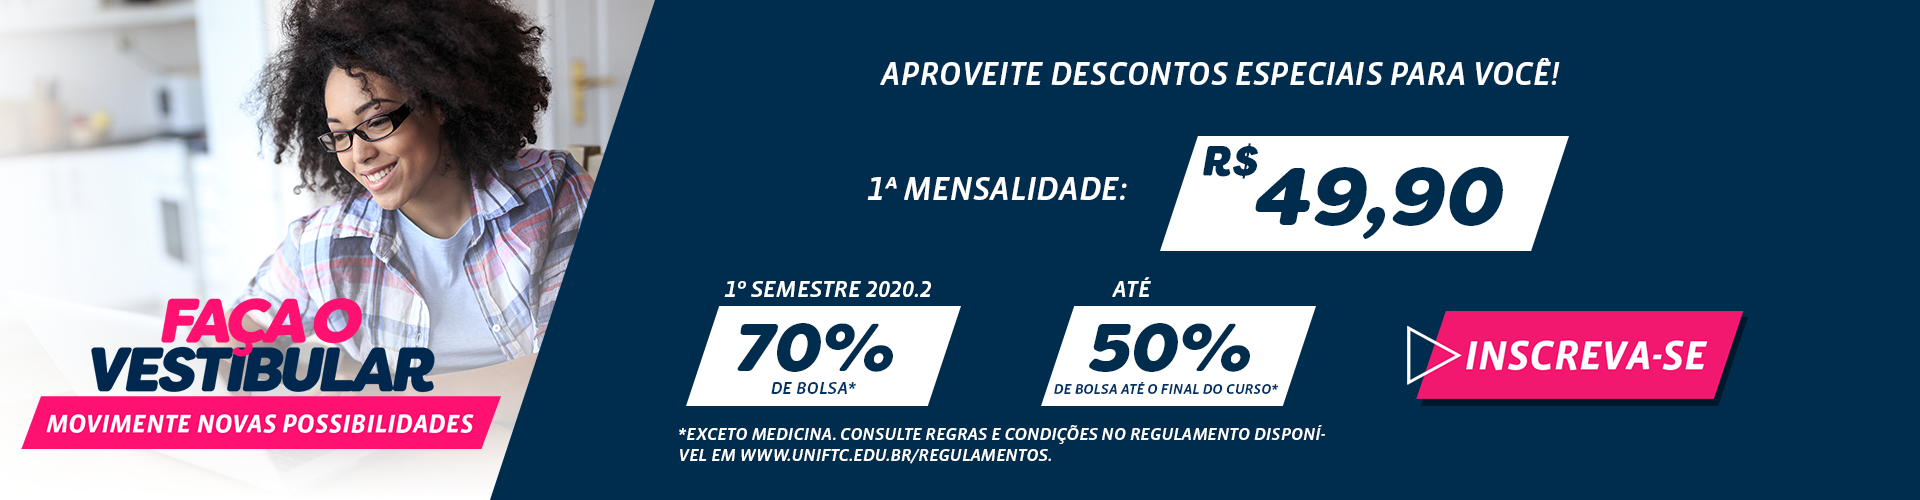 FAÇA O
VESTIBULAR
MOVIMENTE NOVAS POSSIBILIDADES
APROVEITE DESCONTOS ESPECIAIS PARA VOCÊ!
1ª MENSALIDADE:
R$ 49,90
1º SEMESTRE 2020.2
70%
DE BOLSA*
ATÉ
50%
DE BOLSA ATÉ O FINAL DO CURSO*
INSCREVA-SE
*EXCETO MEDICINA. CONSULTE REGRAS E CONDIÇÕES NO REGULAMENTO DISPONÍ-
VEL EM WWW.UNIFTC.EDU.BR/REGULAMENTOS.